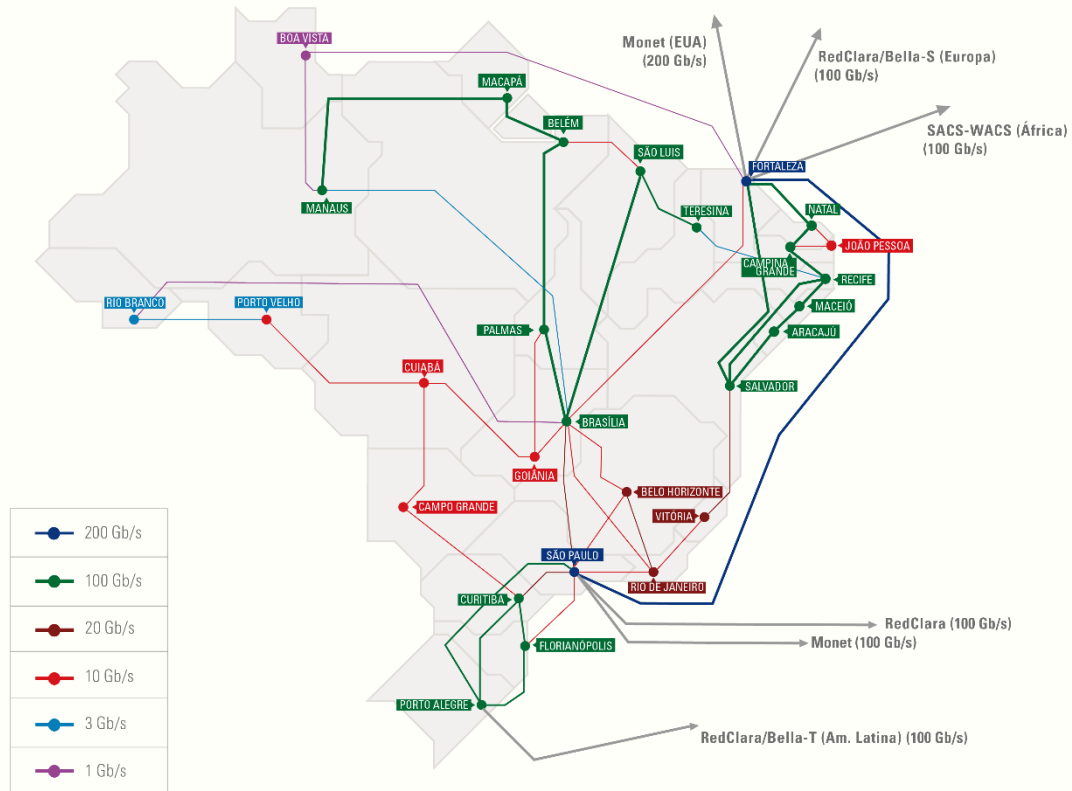 BOA VISTA
Monet (EUA)
(200 Gb/s)
RedClara/Bella-S (Europa)
(100 Gb/s)
MACAPÁ
SACS-WACS (África)
(100 Gb/s)
BELÉM
SÃO LUIS
FORTALEZA
MANAUS
TERESINA
NATAL
JOÃO PESSOA
CAMPINA
GRANDE
RECIFE
RIO BRANCO
PORTO VELHO
MACEIÓ
PALMAS
ARACAJÚ
CUIABÁ
SALVADOR
BRASÍLIA
GOIÂNIA
BELO HORIZONTE
CAMPO GRANDE
VITÓRIA
200 Gb/s
SÃO PAULO
100 Gb/s
RIO DE JANEIRO
CURITIBA
20 Gb/s
RedClara (100 Gb/s)
FLORIANÓPOLIS
Monet (100 Gb/s)
10 Gb/s
PORTO ALEGRE
3 Gb/s
RedClara/Bella-T (Am. Latina) (100 Gb/s)
1 Gb/s